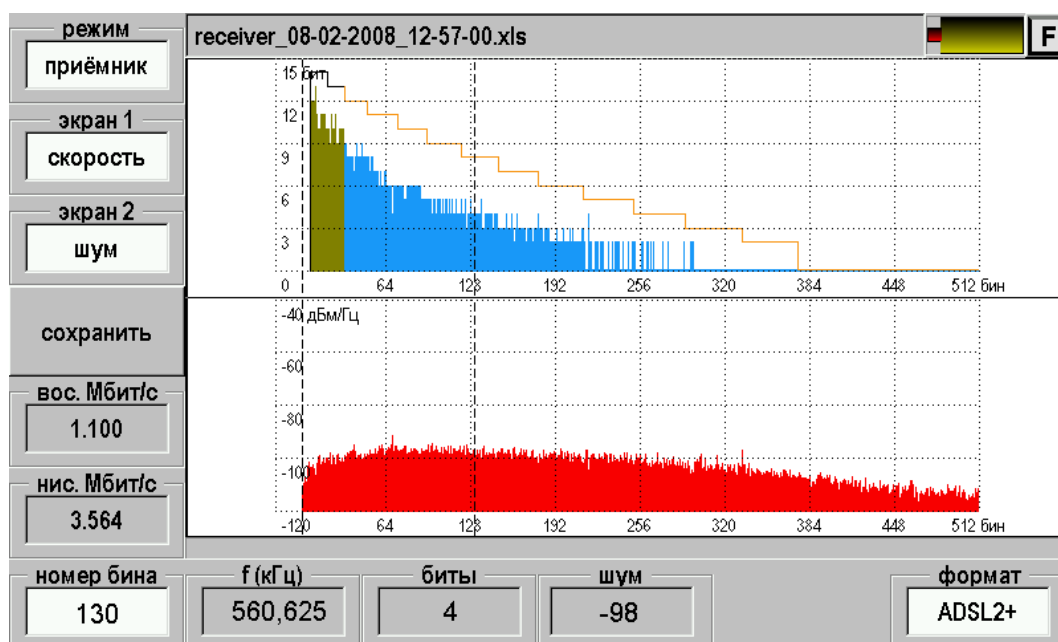 режим
приёмник
receiver_08-02-2008_12-57-00.xls
F
экран 1
скорость
экран 2
шум
сохранить
вос. Мбит/с
1.100
нис. Мбит/с
3.564
15 бит
12
9
6
3
0 64 128 192 256 320 384 448 512 бин
-40 дБм/Гц
-60
-80
-100
-120 64 128 192 256 320 384 448 512 бин
номер бина
130
f (кГц)
560,625
биты
4
шум
-98
формат
ADSL2+